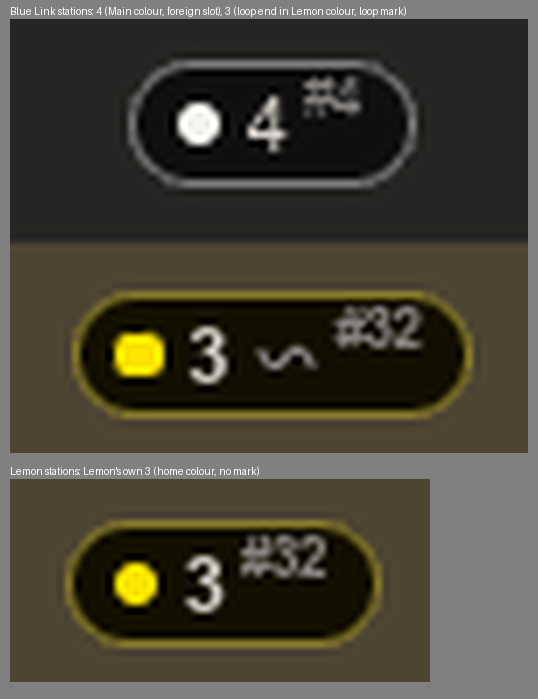 Blue Link stations: 4 (Main colour, foreign slot), 3 (loop end in Lemon colour, loop mark)
4 #4
3 #32
Lemon stations: Lemon's own 3 (home colour, no mark)
3 #32